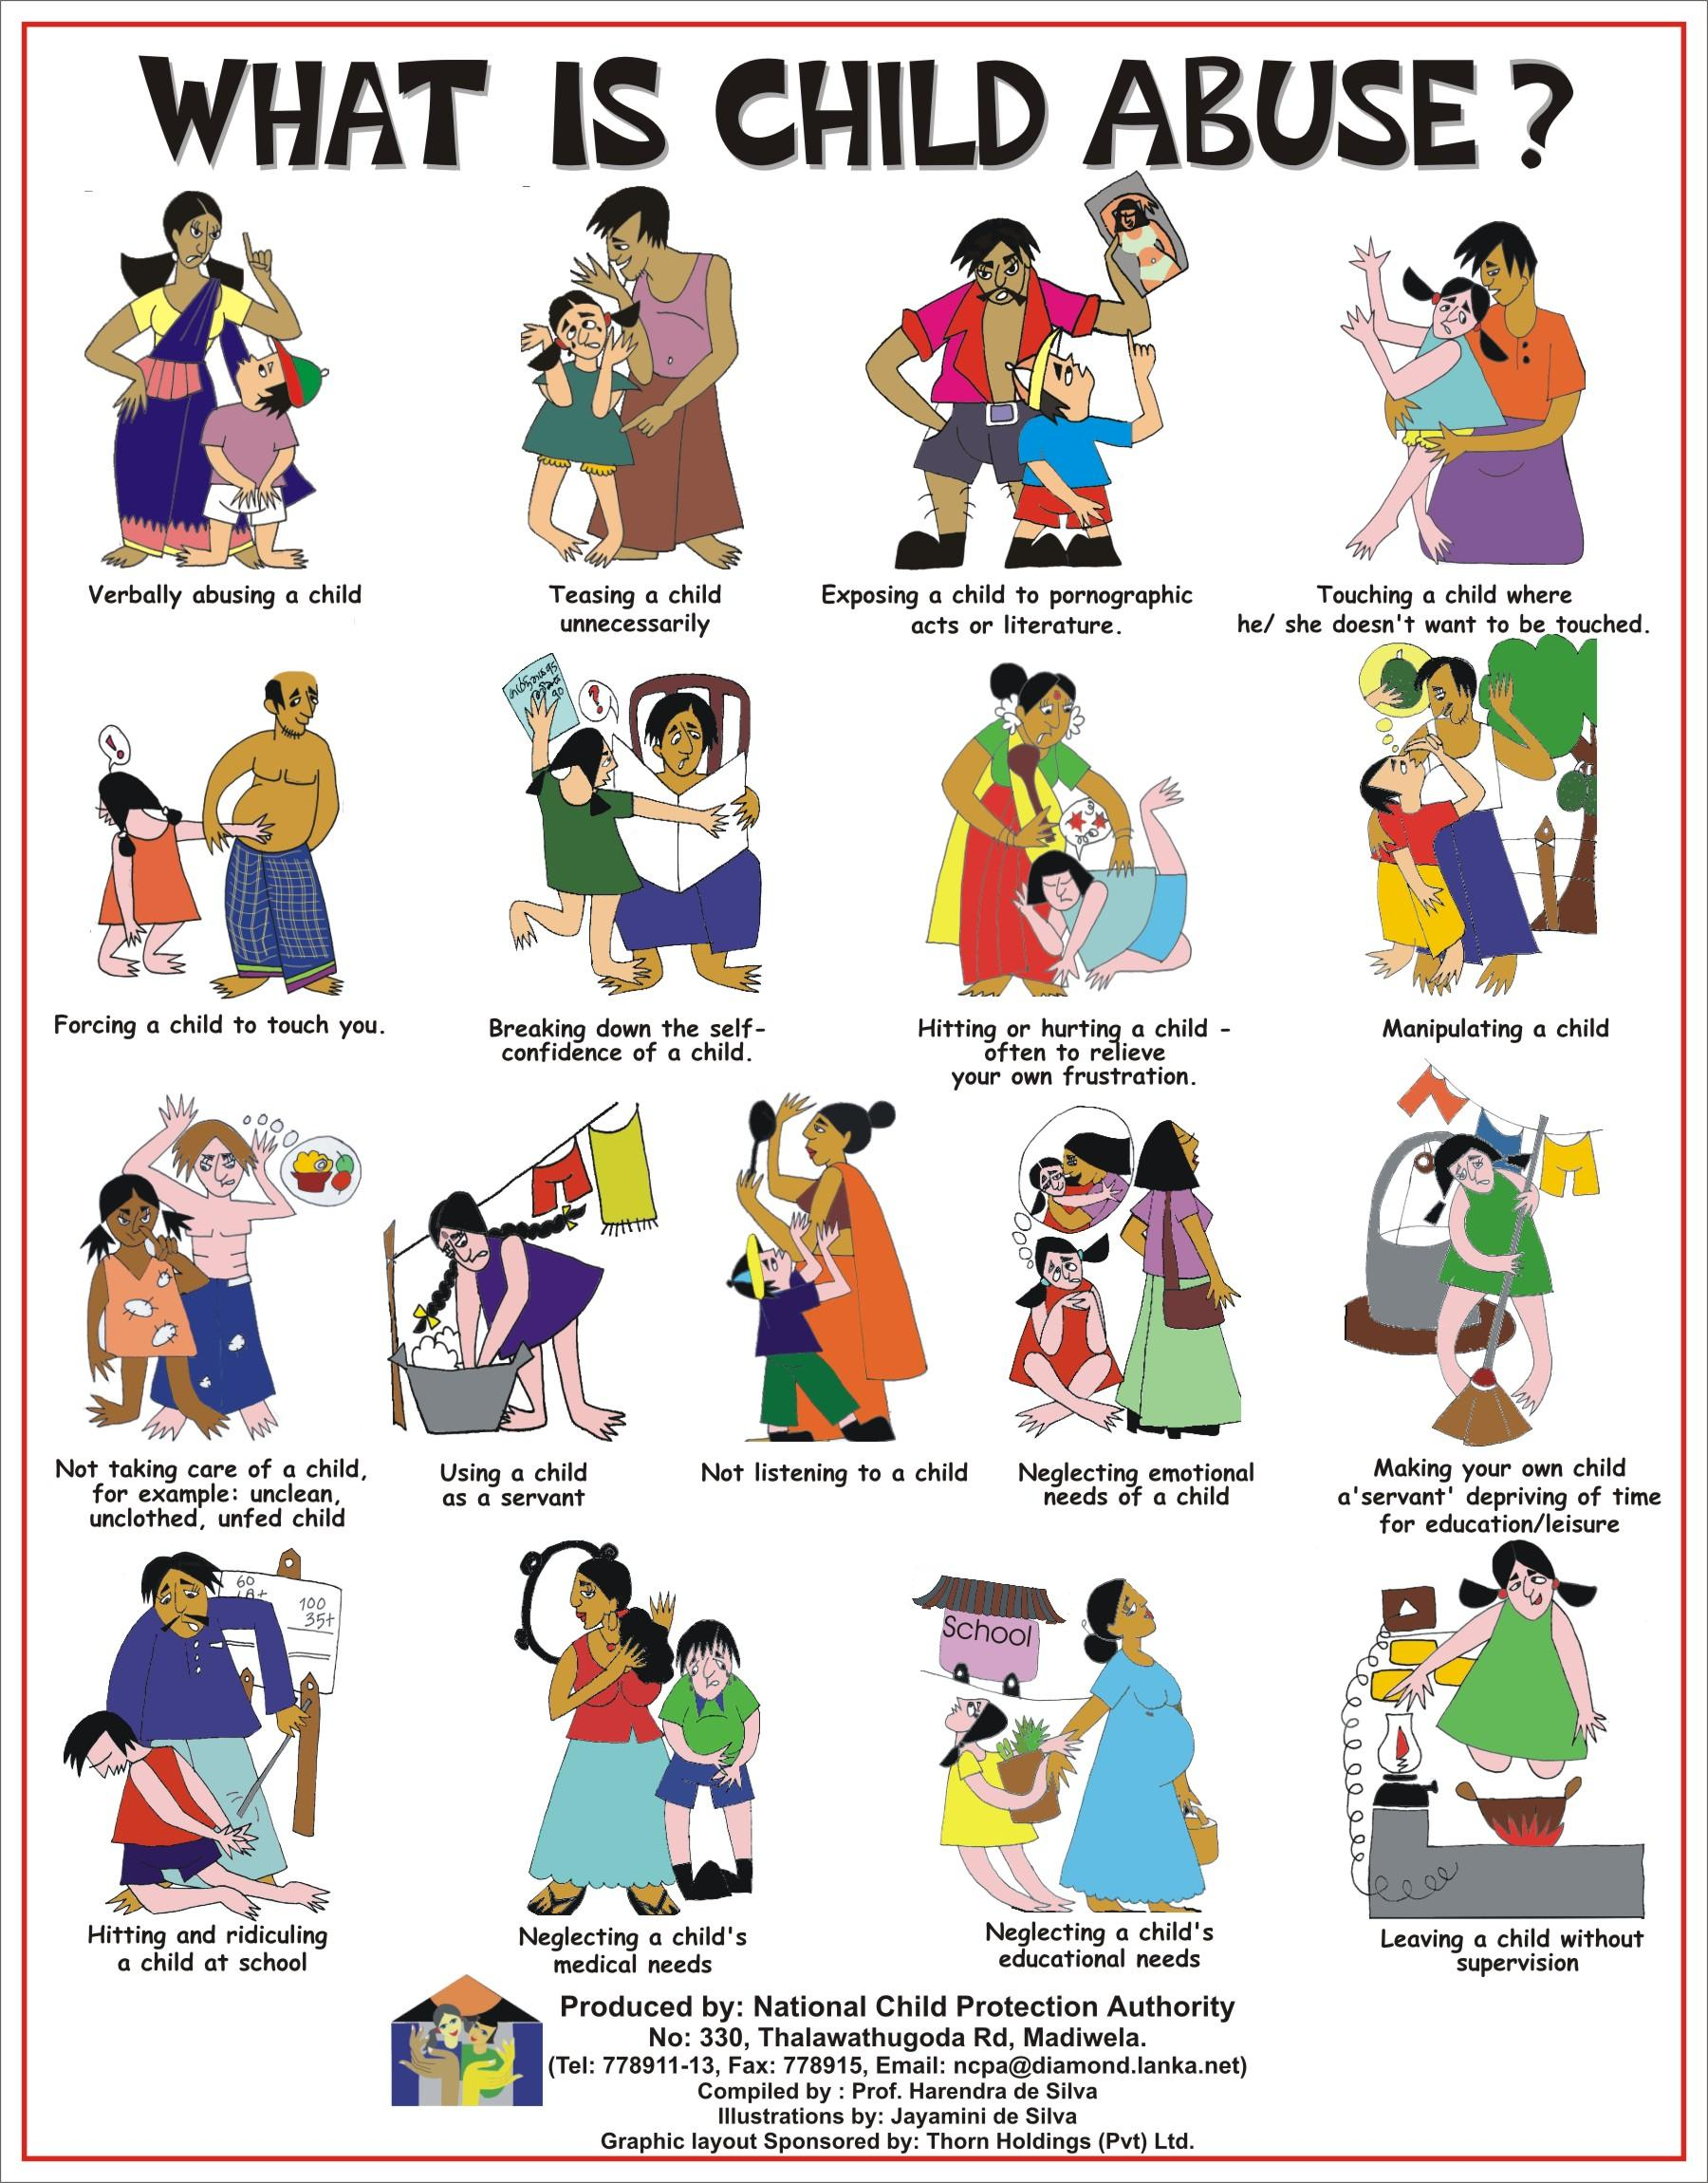 WHAT IS CHILD ABUSE ?
Verbally abusing a child
Teasing a child
unnecessarily
Exposing a child to pornographic
acts or literature.
Touching a child where
he/ she doesn't want to be touched.
!
?
95
90
Forcing a child to touch you.
Breaking down the self-
confidence of a child.
Hitting or hurting a child -
often to relieve
your own frustration.
Manipulating a child
Not taking care of a child,
for example: unclean,
unclothed, unfed child
Using a child
as a servant
Not listening to a child
Neglecting emotional
needs of a child
Making your own child
a'servant' depriving of time
for education/leisure
60
100
35+
School
Hitting and ridiculing
a child at school
Neglecting a child's
medical needs
Neglecting a child's
educational needs
Leaving a child without
supervision
Produced by: National Child Protection Authority
No: 330, Thalawathugoda Rd, Madiwela.
(Tel: 778911-13, Fax: 778915, Email: ncpa@diamond.lanka.net)
Compiled by : Prof. Harendra de Silva
Illustrations by: Jayamini de Silva
Graphic layout Sponsored by: Thorn Holdings (Pvt) Ltd.